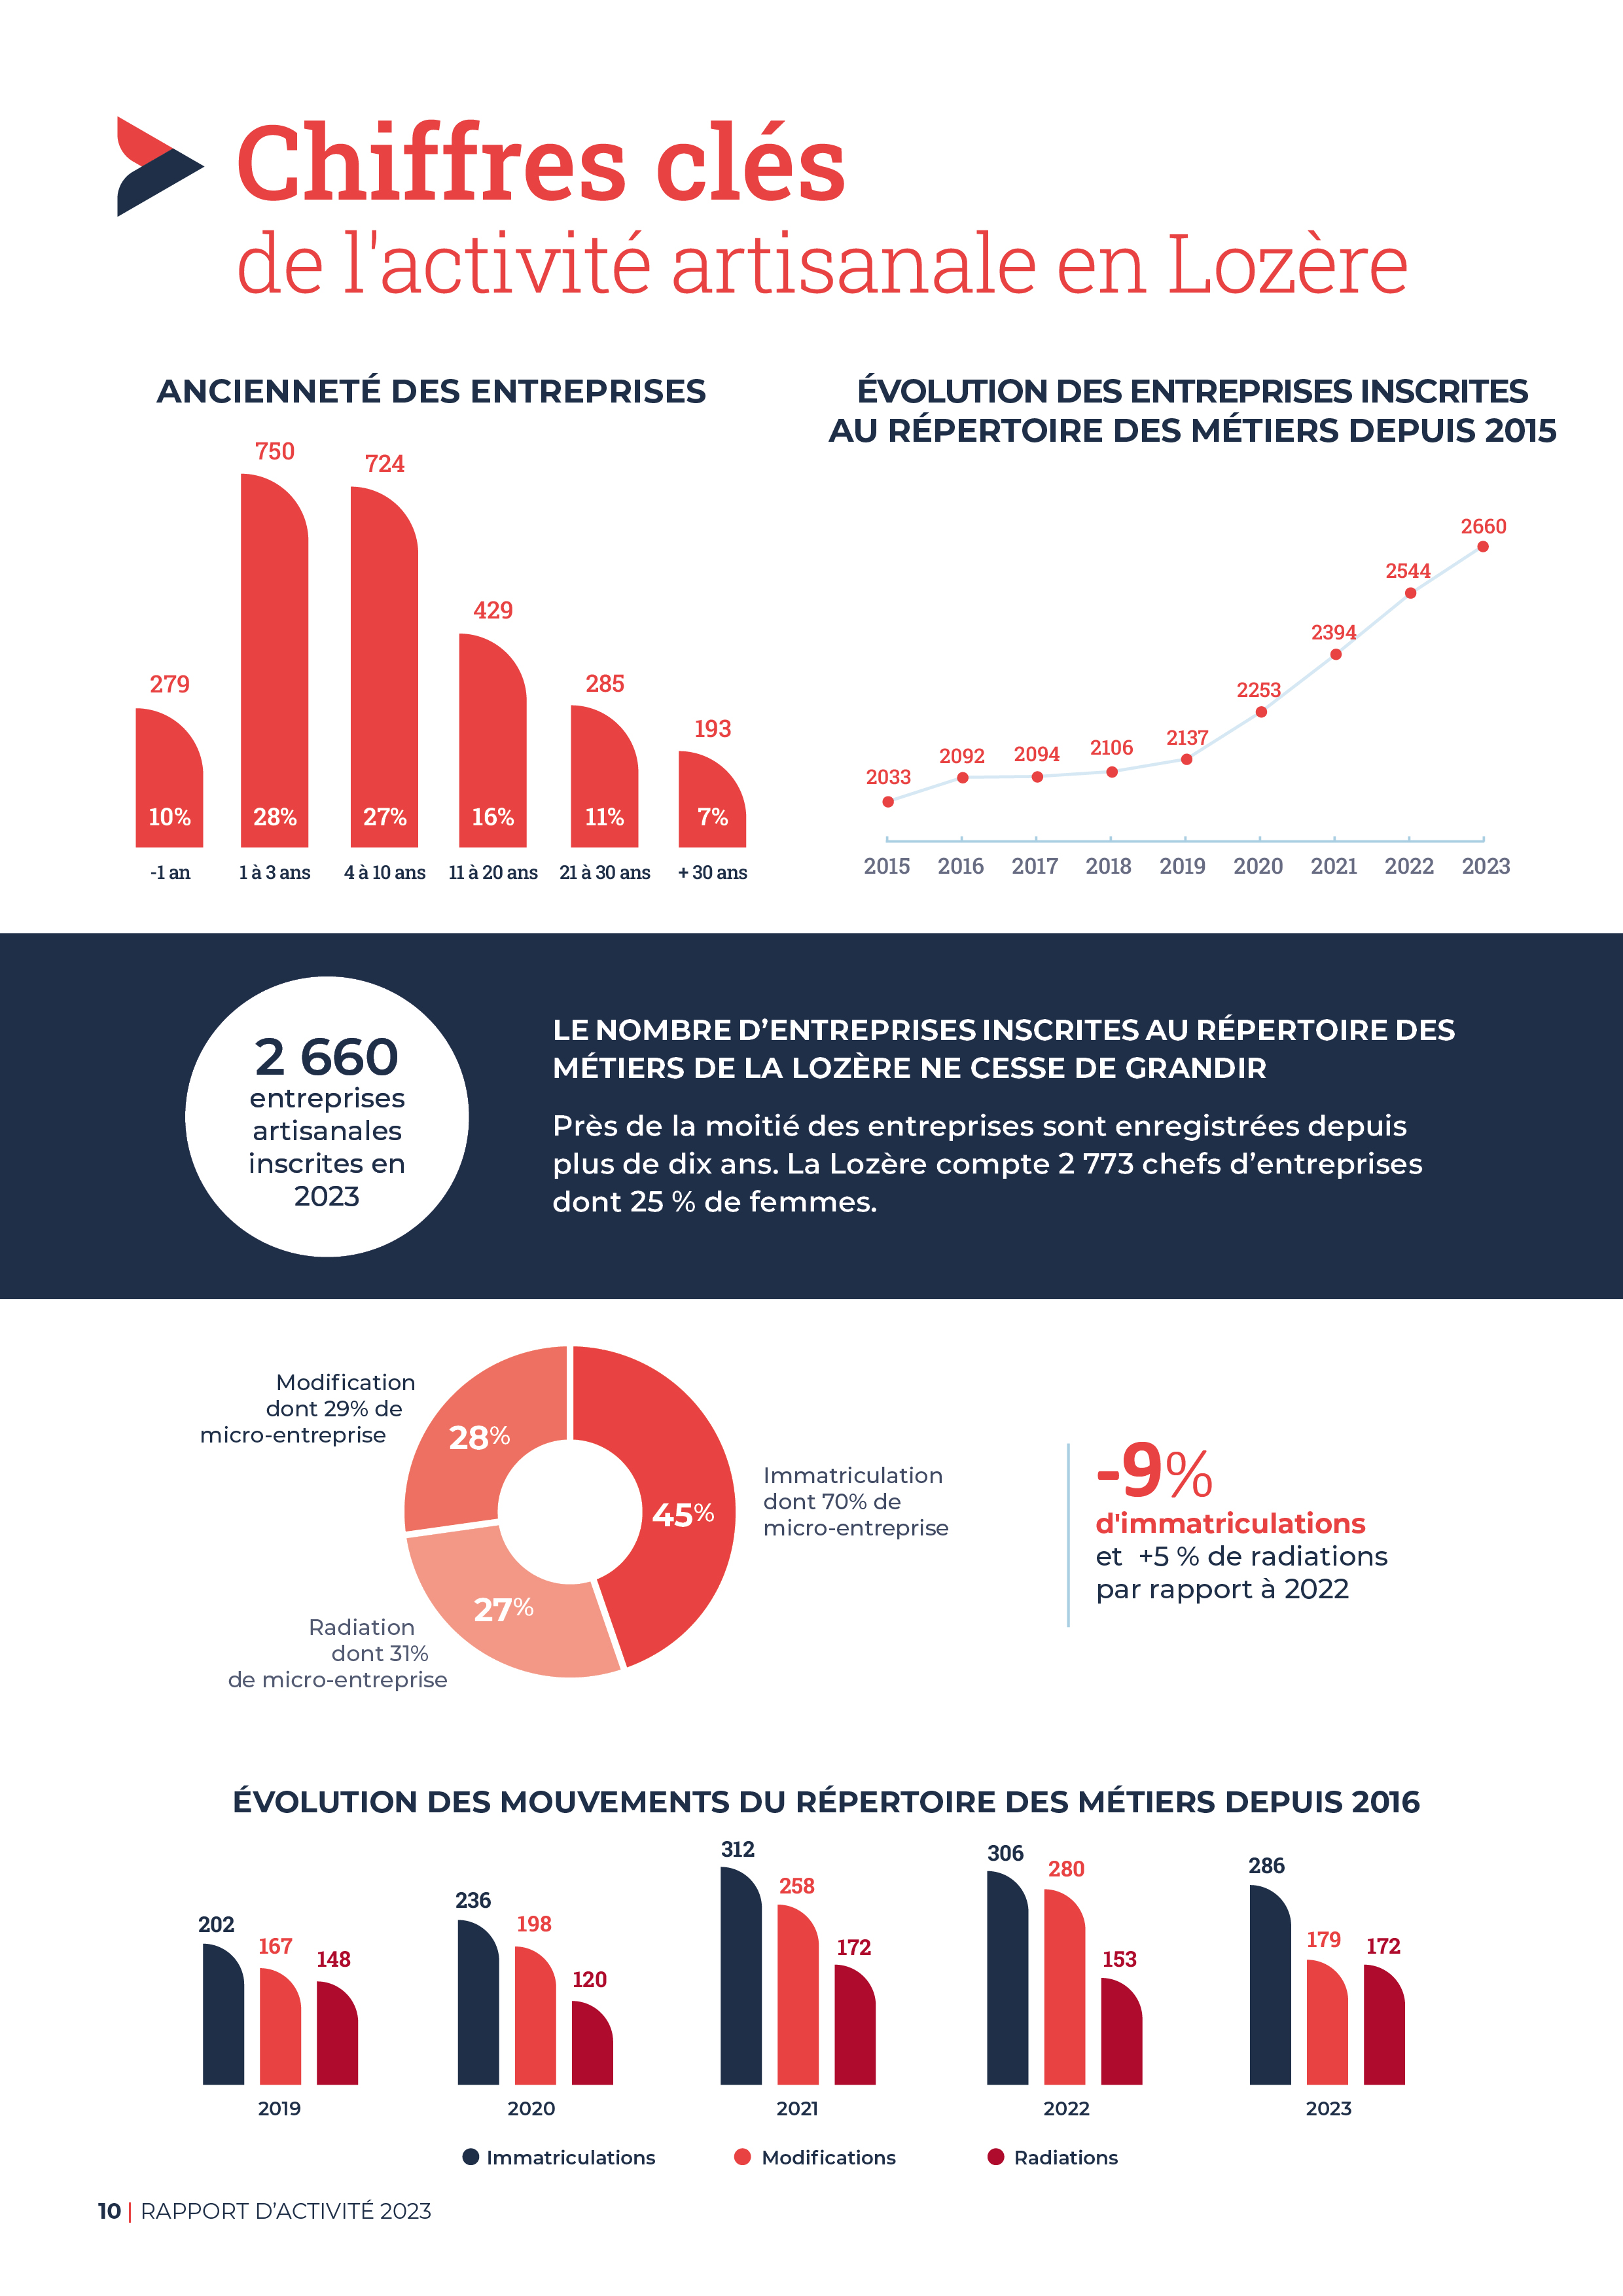 Chiffres clés
de l'activité artisanale en Lozère
ANCIENNETÉ DES ENTREPRISES
750
724
429
279
285
193
10%
28%
27%
16%
11%
7%
-1 an
1 à 3 ans
4 à 10 ans
11 à 20 ans
21 à 30 ans
+ 30 ans
ÉVOLUTION DES ENTREPRISES INSCRITES
AU RÉPERTOIRE DES MÉTIERS DEPUIS 2015
2033
2092
2094
2106
2137
2253
2394
2544
2660
2015
2016
2017
2018
2019
2020
2021
2022
2023
2 660
entreprises
artisanales
inscrites en
2023
LE NOMBRE D’ENTREPRISES INSCRITES AU RÉPERTOIRE DES
MÉTIERS DE LA LOZÈRE NE CESSE DE GRANDIR
Près de la moitié des entreprises sont enregistrées depuis
plus de dix ans. La Lozère compte 2 773 chefs d’entreprises
dont 25 % de femmes.
Modification
dont 29% de
micro-entreprise
28%
45%
27%
Immatriculation
dont 70% de
micro-entreprise
Radiation
dont 31%
de micro-entreprise
-9%
d'immatriculations
et +5 % de radiations
par rapport à 2022
ÉVOLUTION DES MOUVEMENTS DU RÉPERTOIRE DES MÉTIERS DEPUIS 2016
202
167
148
236
198
120
312
258
172
306
280
153
286
179
172
2019
2020
2021
2022
2023
Immatriculations
Modifications
Radiations
10 | RAPPORT D’ACTIVITÉ 2023